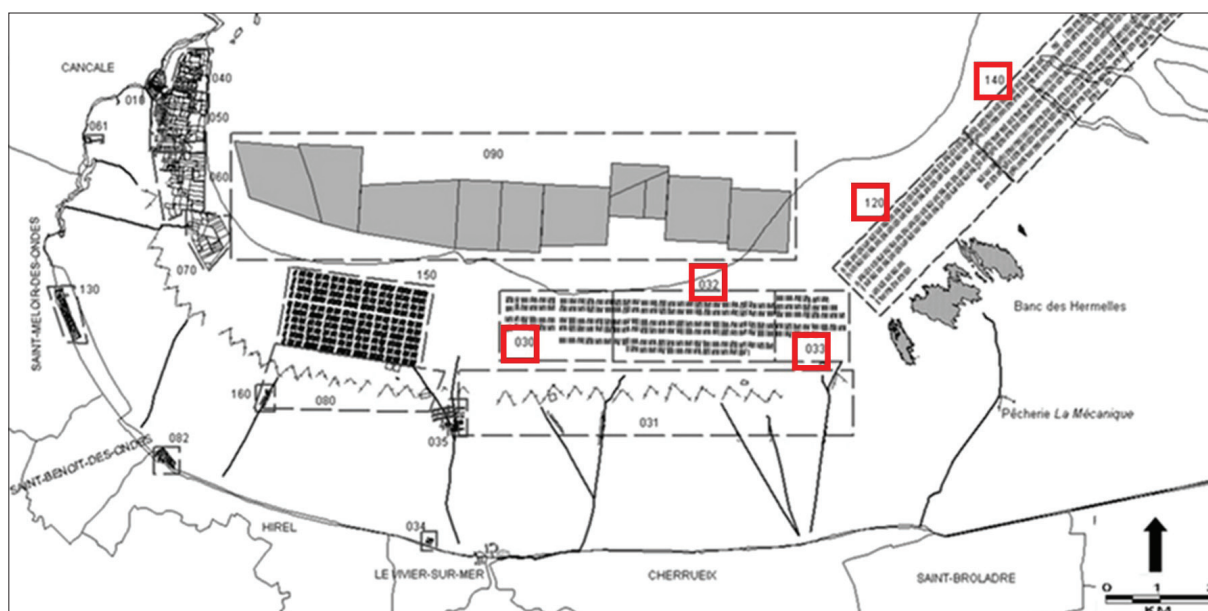 CANCALE
018
040
050
061
060
090
140
120
070
130
150
032
030
033
Banc des Hermelles
SAINT-MELOIR-DES-ONDES
160
080
035
031
Pêcherie La Mécanique
082
SAINT-BENOIT-DES-ONDES
HIREL
034
LE VIVIER-SUR-MER
CHERRUEIX
SAINT-BROLADRE
0 1
KM